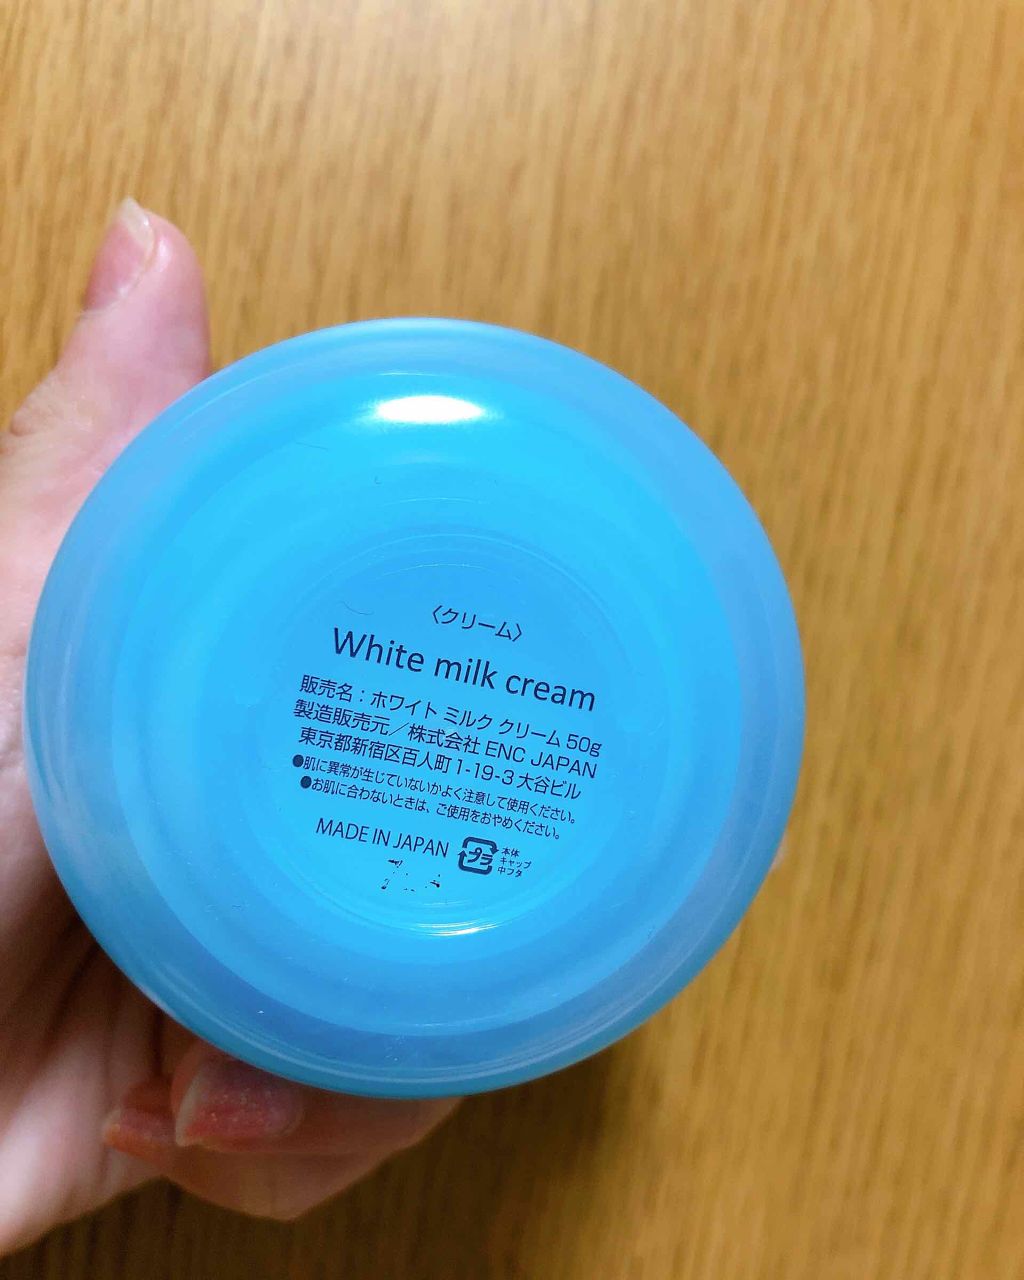 〈クリーム〉
White milk cream
販売名：ホワイト ミルク クリーム 50g
製造販売元／株式会社 ENC JAPAN
東京都新宿区百人町 1-19-3 大谷ビル
●肌に異常が生じていないかよく注意して使用ください。
●お肌に合わないときは、ご使用をおやめください。
MADE IN JAPAN
プラ
本体
キャップ
中フタ